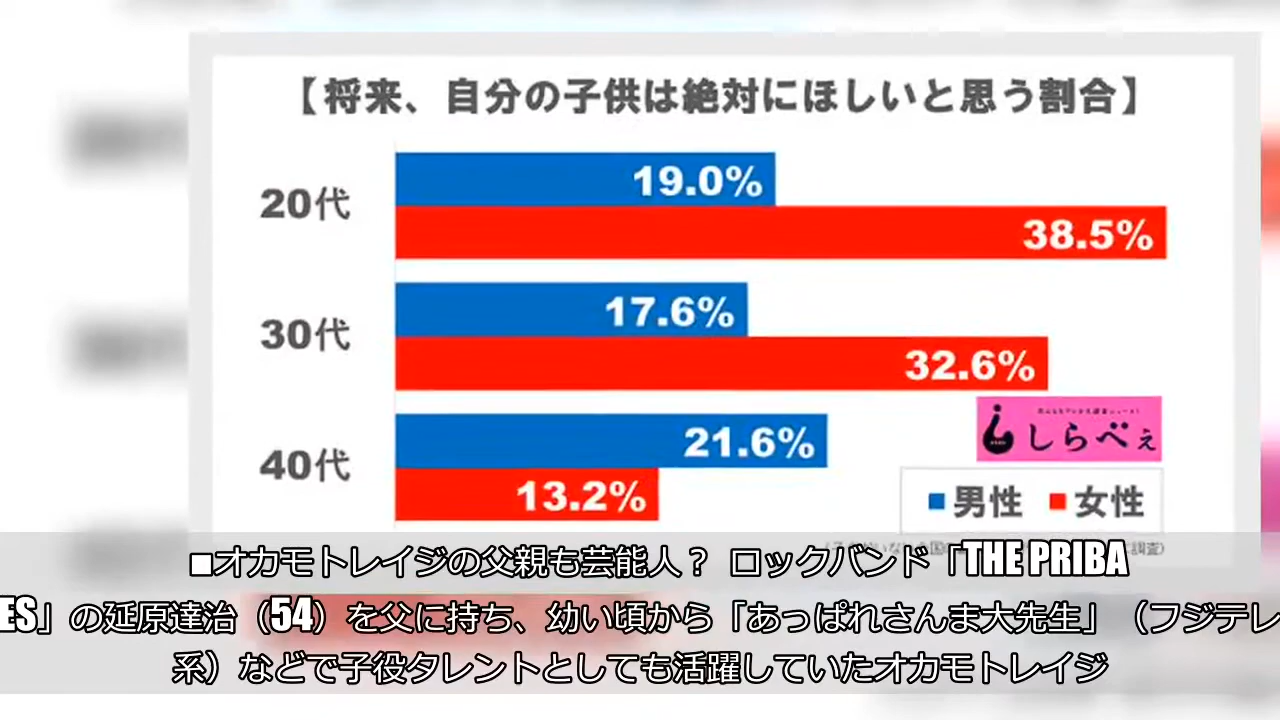 【将来、自分の子供は絶対にほしいと思う割合】
20代
19.0%
38.5%
30代
17.6%
32.6%
40代
21.6%
13.2%
しらべぇ
■男性 ■女性
■オカモトレイジの父親も芸能人？ ロックバンド「THE PRIBA
ES」の延原達治（54）を父に持ち、幼い頃から「あっぱれさんま大先生」（フジテレ
系）などで子役タレントとしても活躍していたオカモトレイジ